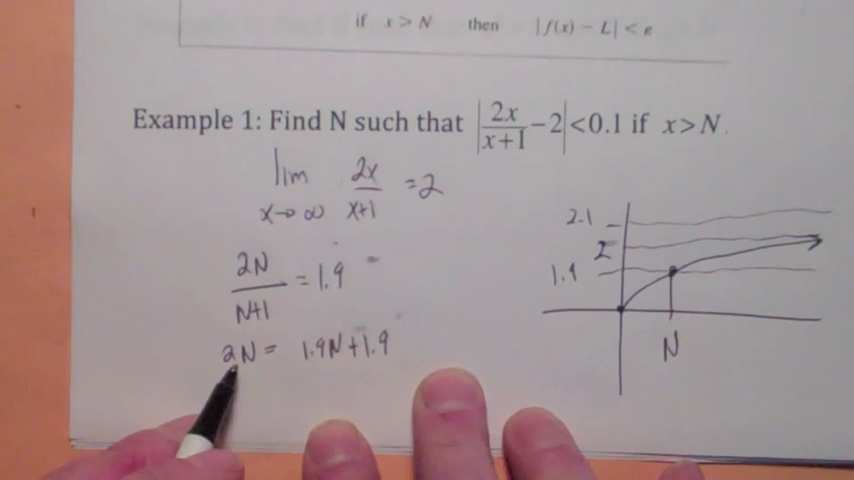 if x > N then |f(x) − L| < ε
Example 1: Find N such that |2x/x+1 − 2| < 0.1 if x > N.
lim x→∞ 2x/x+1 = 2
2N/N+1 = 1.9
2N = 1.9N + 1.9
2.1
2
1.9
N